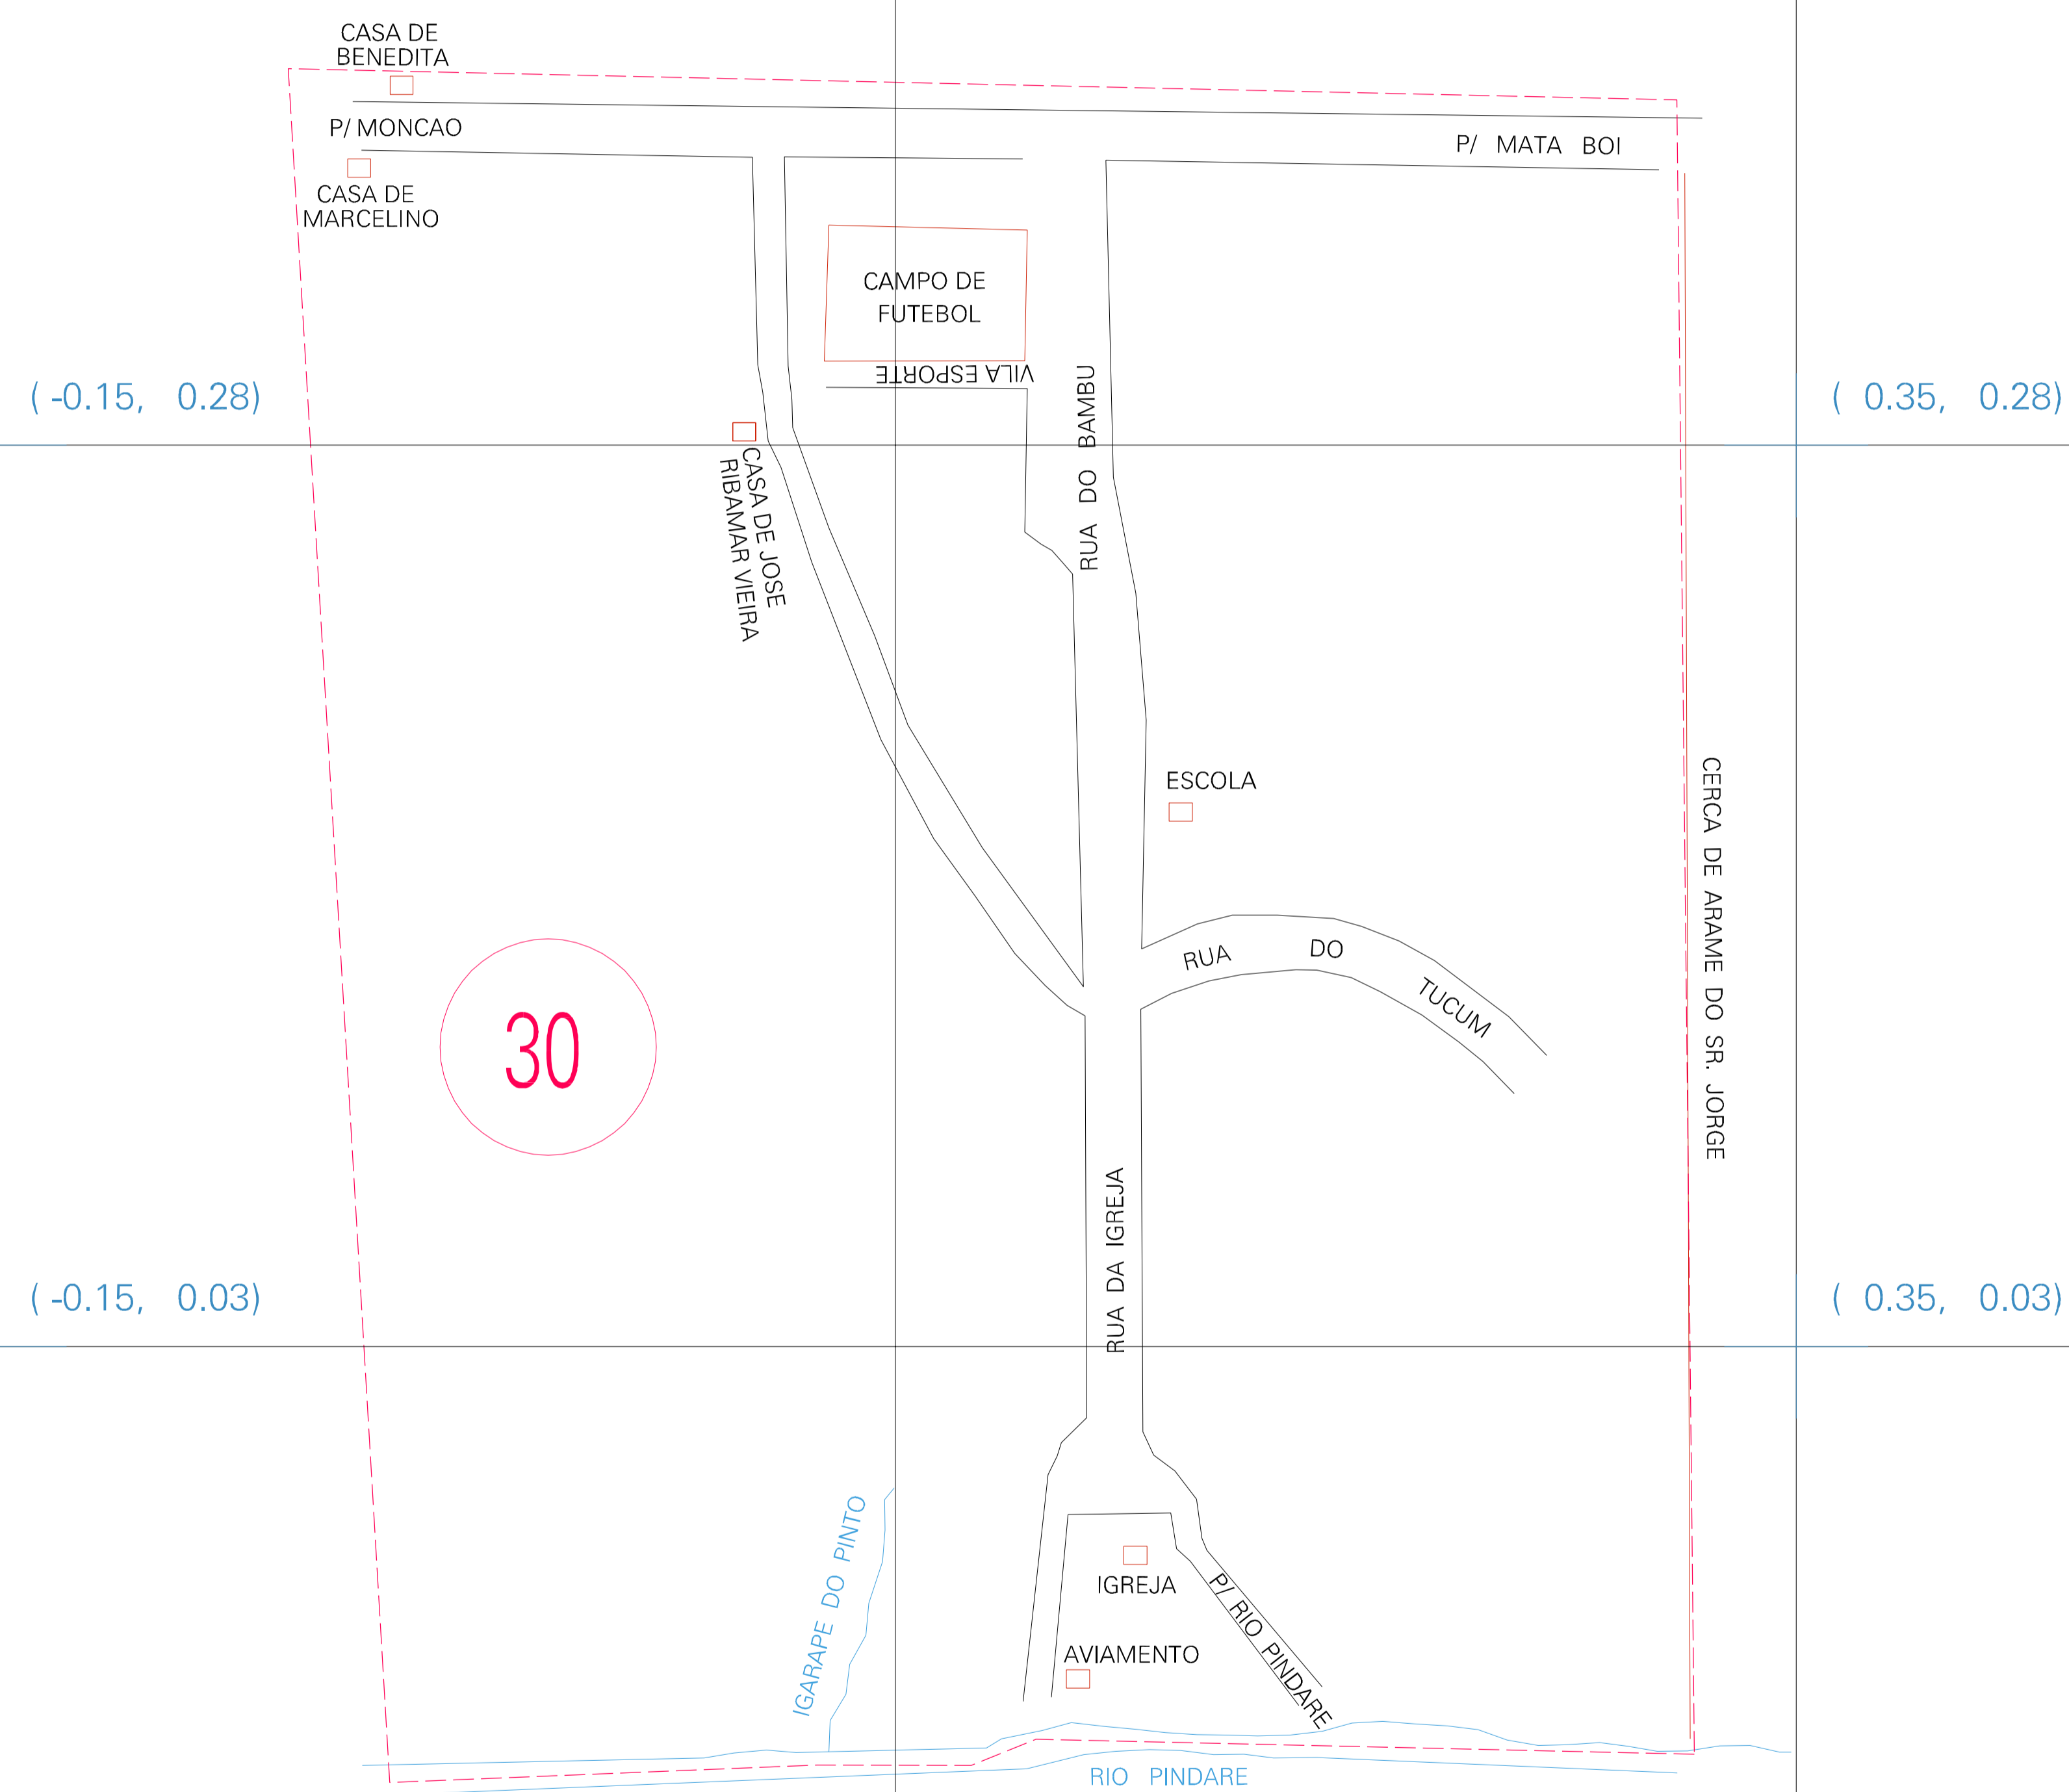 CASA DE
BENEDITA
P/ MONCAO
P/ MATA BOI
CASA DE
MARCELINO
CAMPO DE
FUTEBOL
VILA ESPORTE
RUA DO BAMBU
( -0.15, 0.28)
( 0.35, 0.28)
CASA DE JOSE
RIBAMAR VIEIRA
ESCOLA
CERCA DE ARAME DO SR. JORGE
RUA DO TUCUM
30
RUA DA IGREJA
( -0.15, 0.03)
( 0.35, 0.03)
IGARAPE DO PINTO
IGREJA
P/ RIO PINDARE
AVIAMENTO
RIO PINDARE